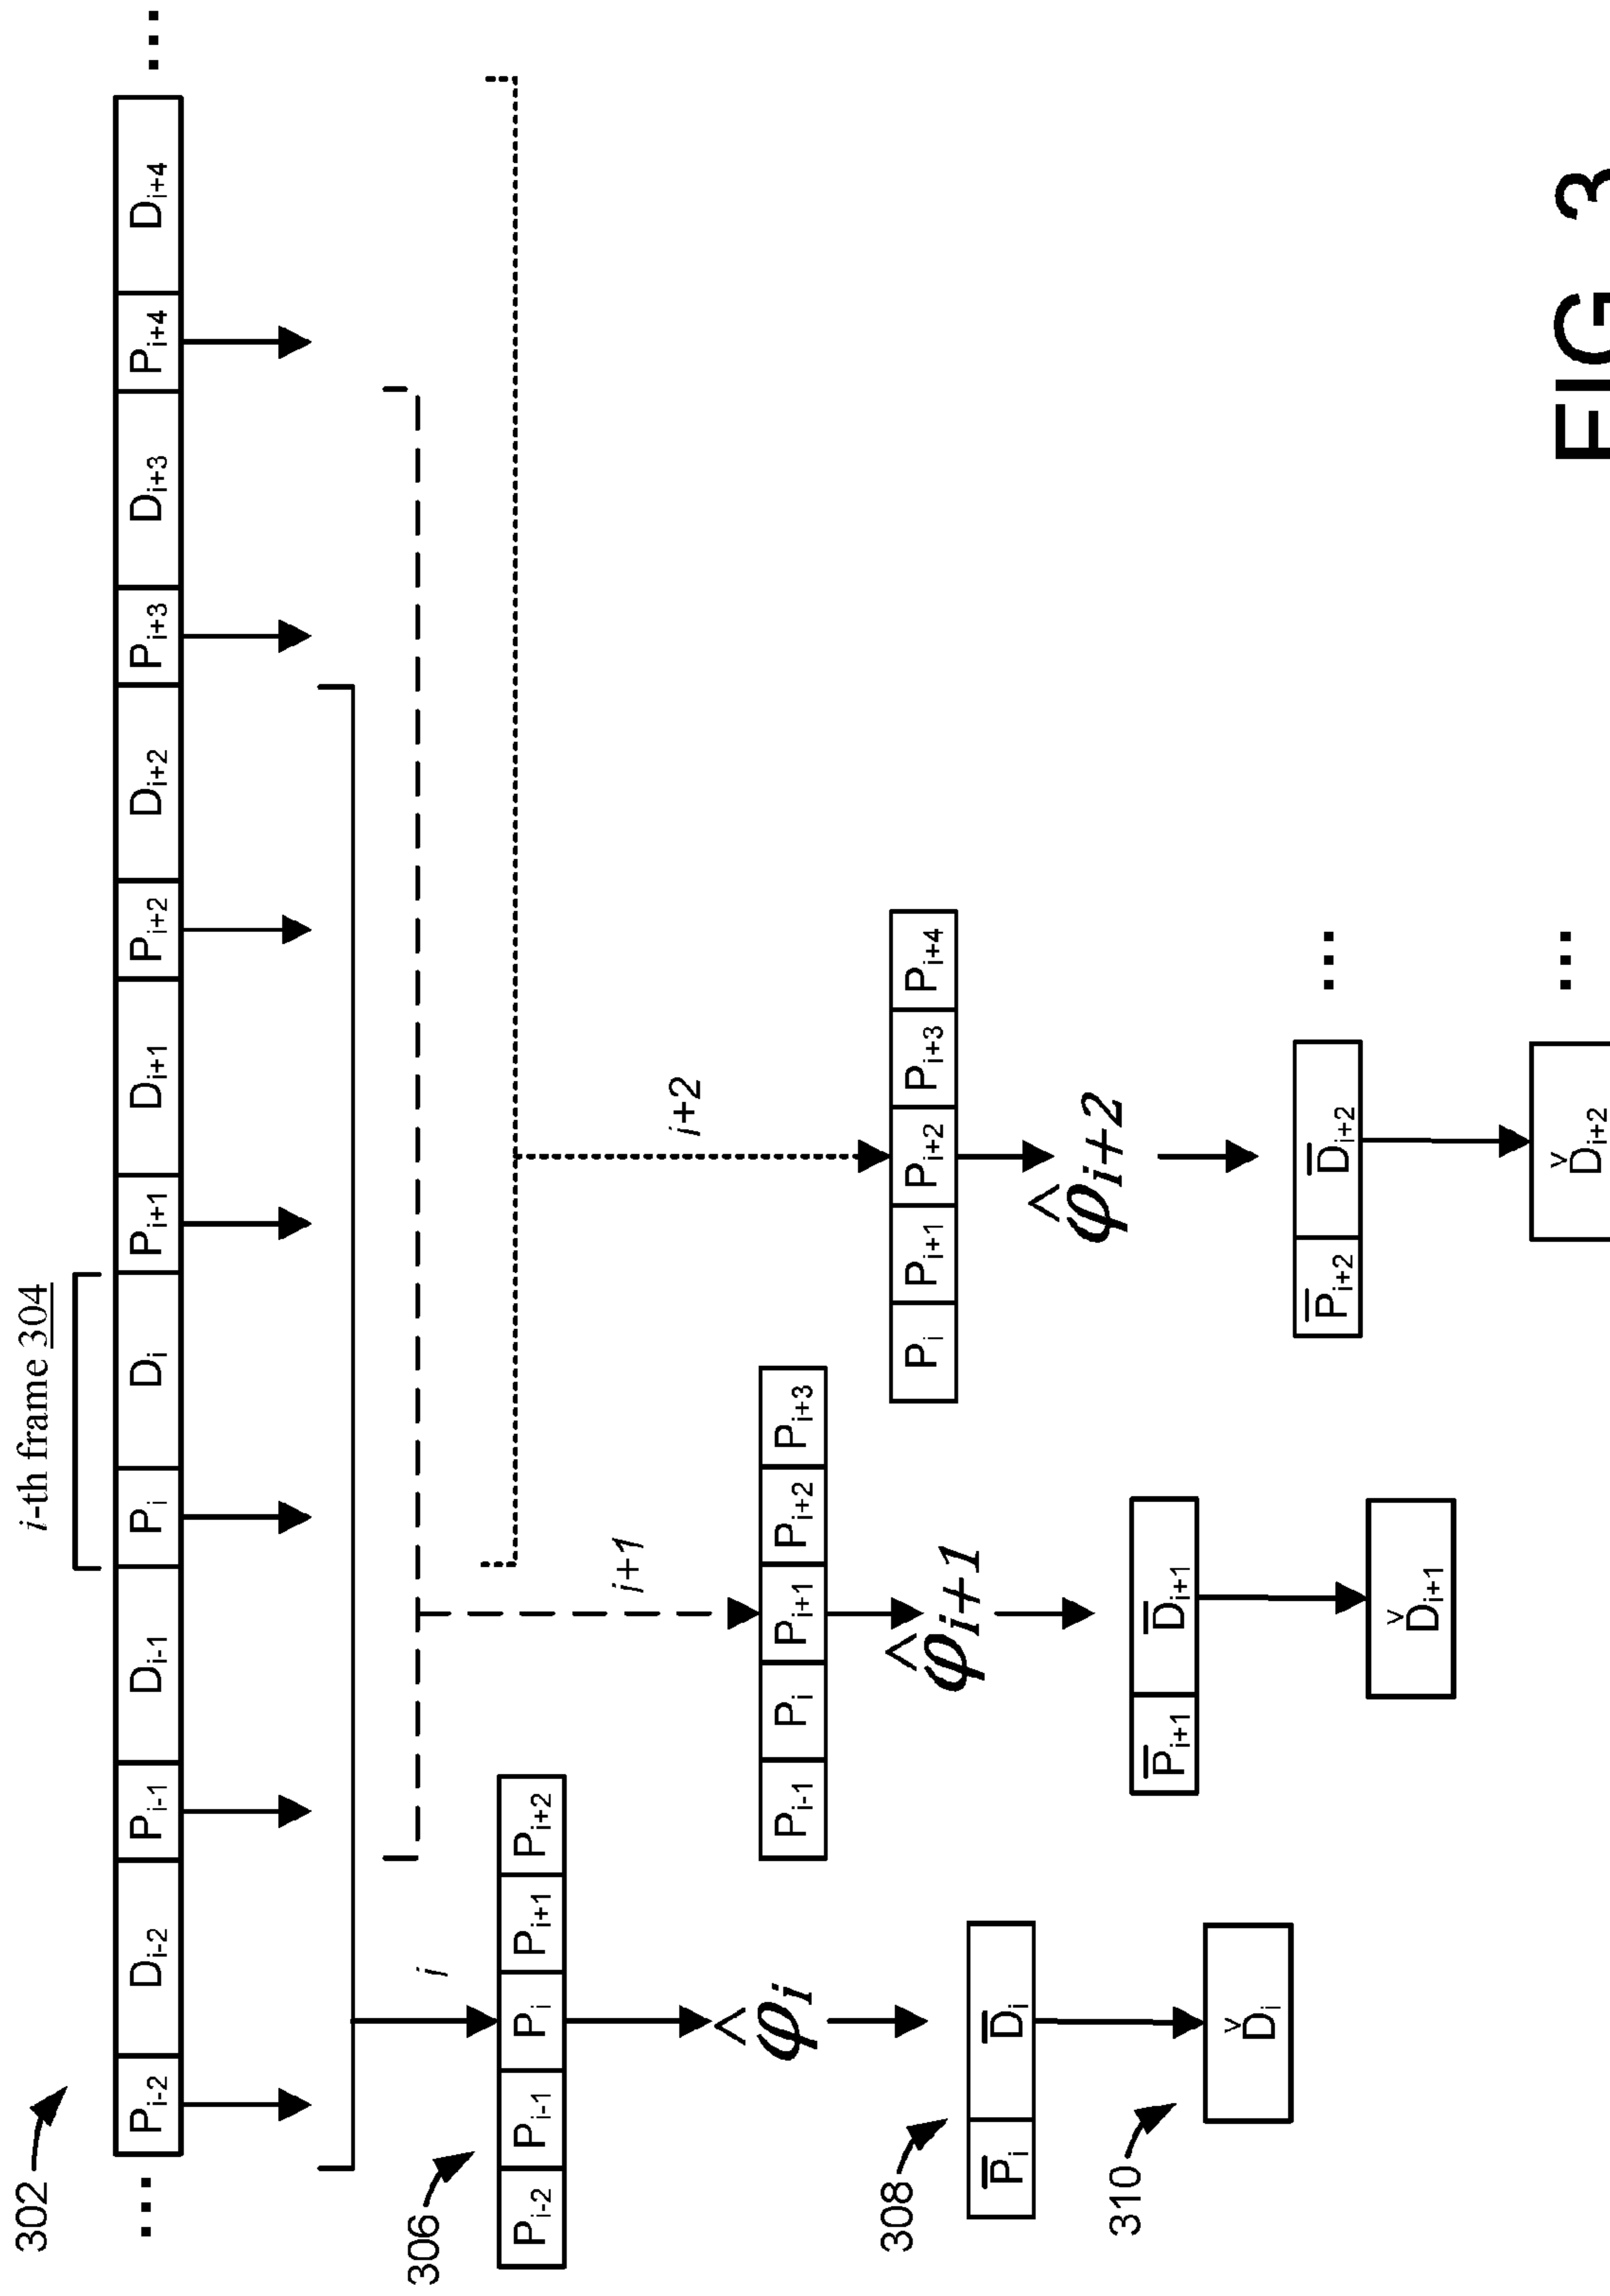 302
i-th frame 304
... P_{i-2} D_{i-2} P_{i-1} D_{i-1} P_i D_i P_{i+1} D_{i+1} P_{i+2} D_{i+2} P_{i+3} D_{i+3} P_{i+4} D_{i+4} ...
i
i+1
i+2
306
P_{i-2} P_{i-1} P_i P_{i+1} P_{i+2}
P_{i-1} P_i P_{i+1} P_{i+2} P_{i+3}
P_i P_{i+1} P_{i+2} P_{i+3} P_{i+4}
φ̂_i
φ̂_{i+1}
φ̂_{i+2}
308
P̅_i D̅_i
P̅_{i+1} D̅_{i+1}
P̅_{i+2} D̅_{i+2} ...
310
Ď_i
Ď_{i+1}
Ď_{i+2} ...
FIG 3